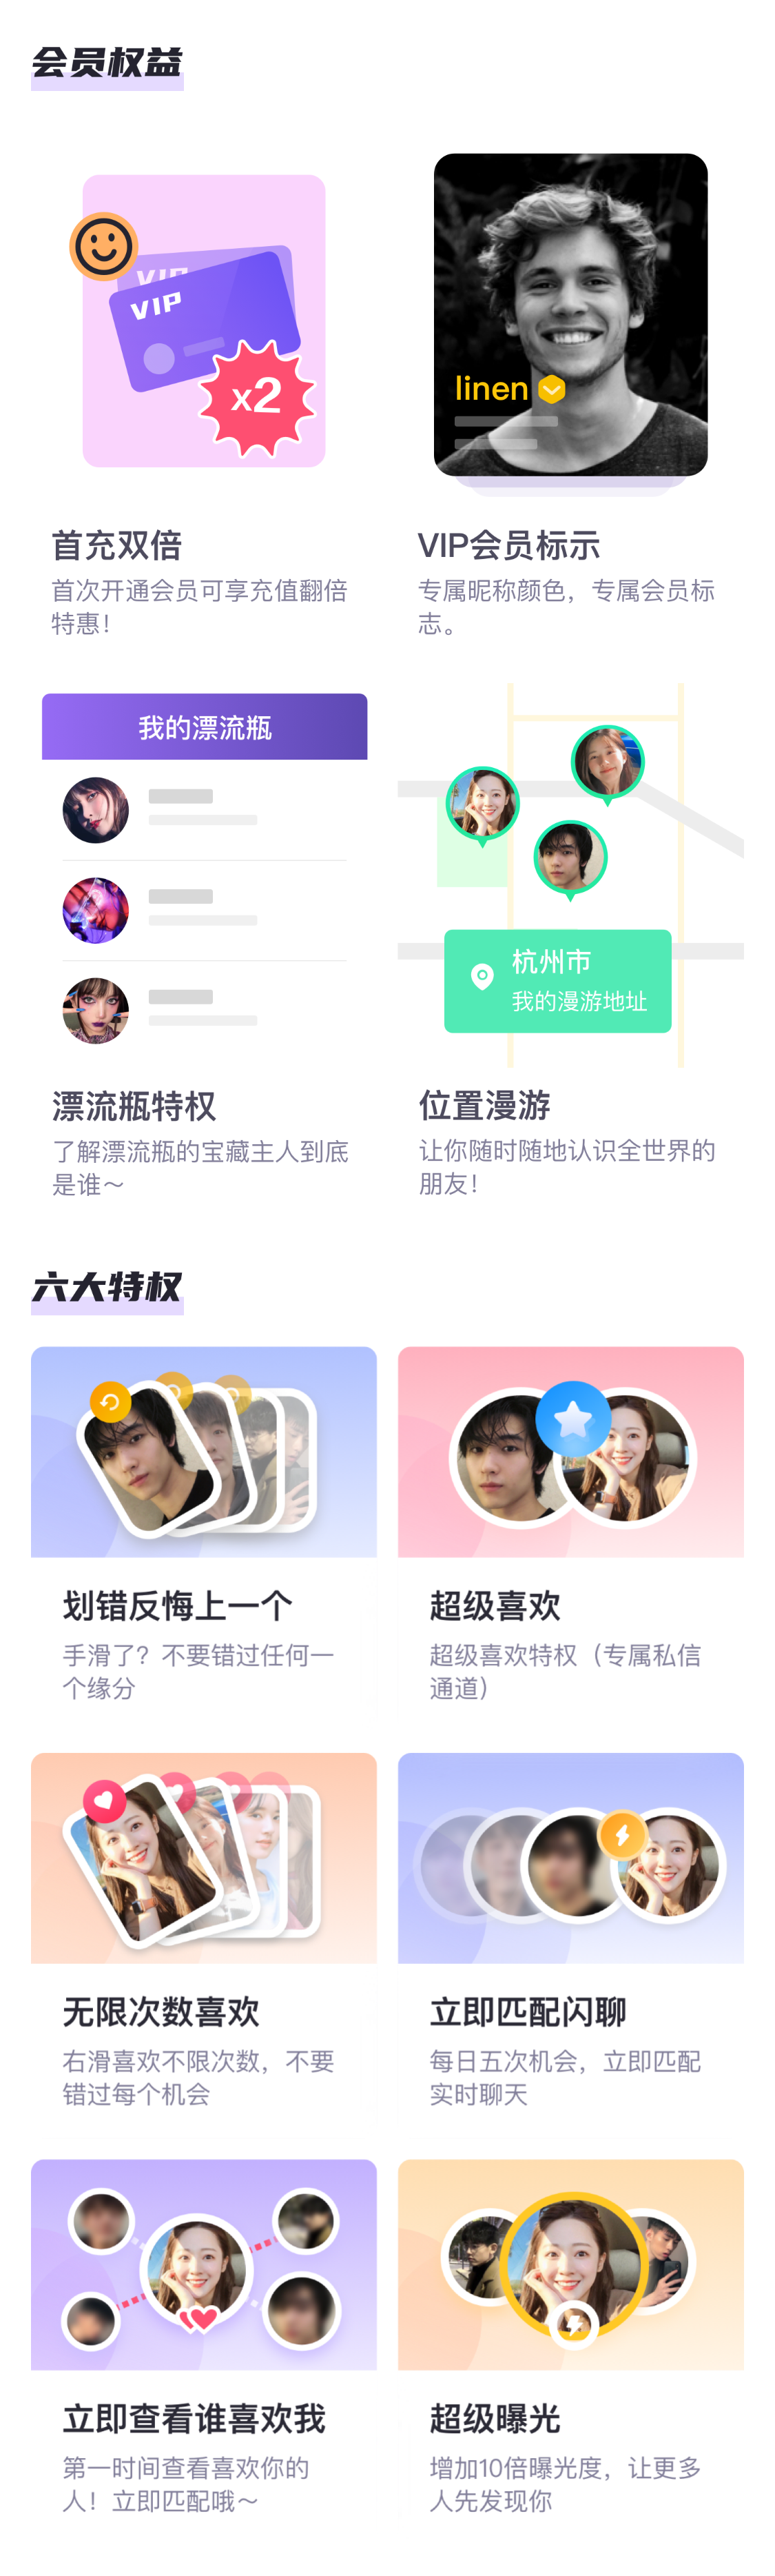 会员权益
VIP
VIP
x2
linen
首充双倍
首次开通会员可享充值翻倍
特惠！
VIP会员标示
专属昵称颜色，专属会员标
志。
我的漂流瓶
杭州市
我的漫游地址
漂流瓶特权
了解漂流瓶的宝藏主人到底
是谁～
位置漫游
让你随时随地认识全世界的
朋友！
六大特权
划错反悔上一个
手滑了？不要错过任何一
个缘分
超级喜欢
超级喜欢特权（专属私信
通道）
无限次数喜欢
右滑喜欢不限次数，不要
错过每个机会
立即匹配闪聊
每日五次机会，立即匹配
实时聊天
立即查看谁喜欢我
第一时间查看喜欢你的
人！立即匹配哦～
超级曝光
增加10倍曝光度，让更多
人先发现你